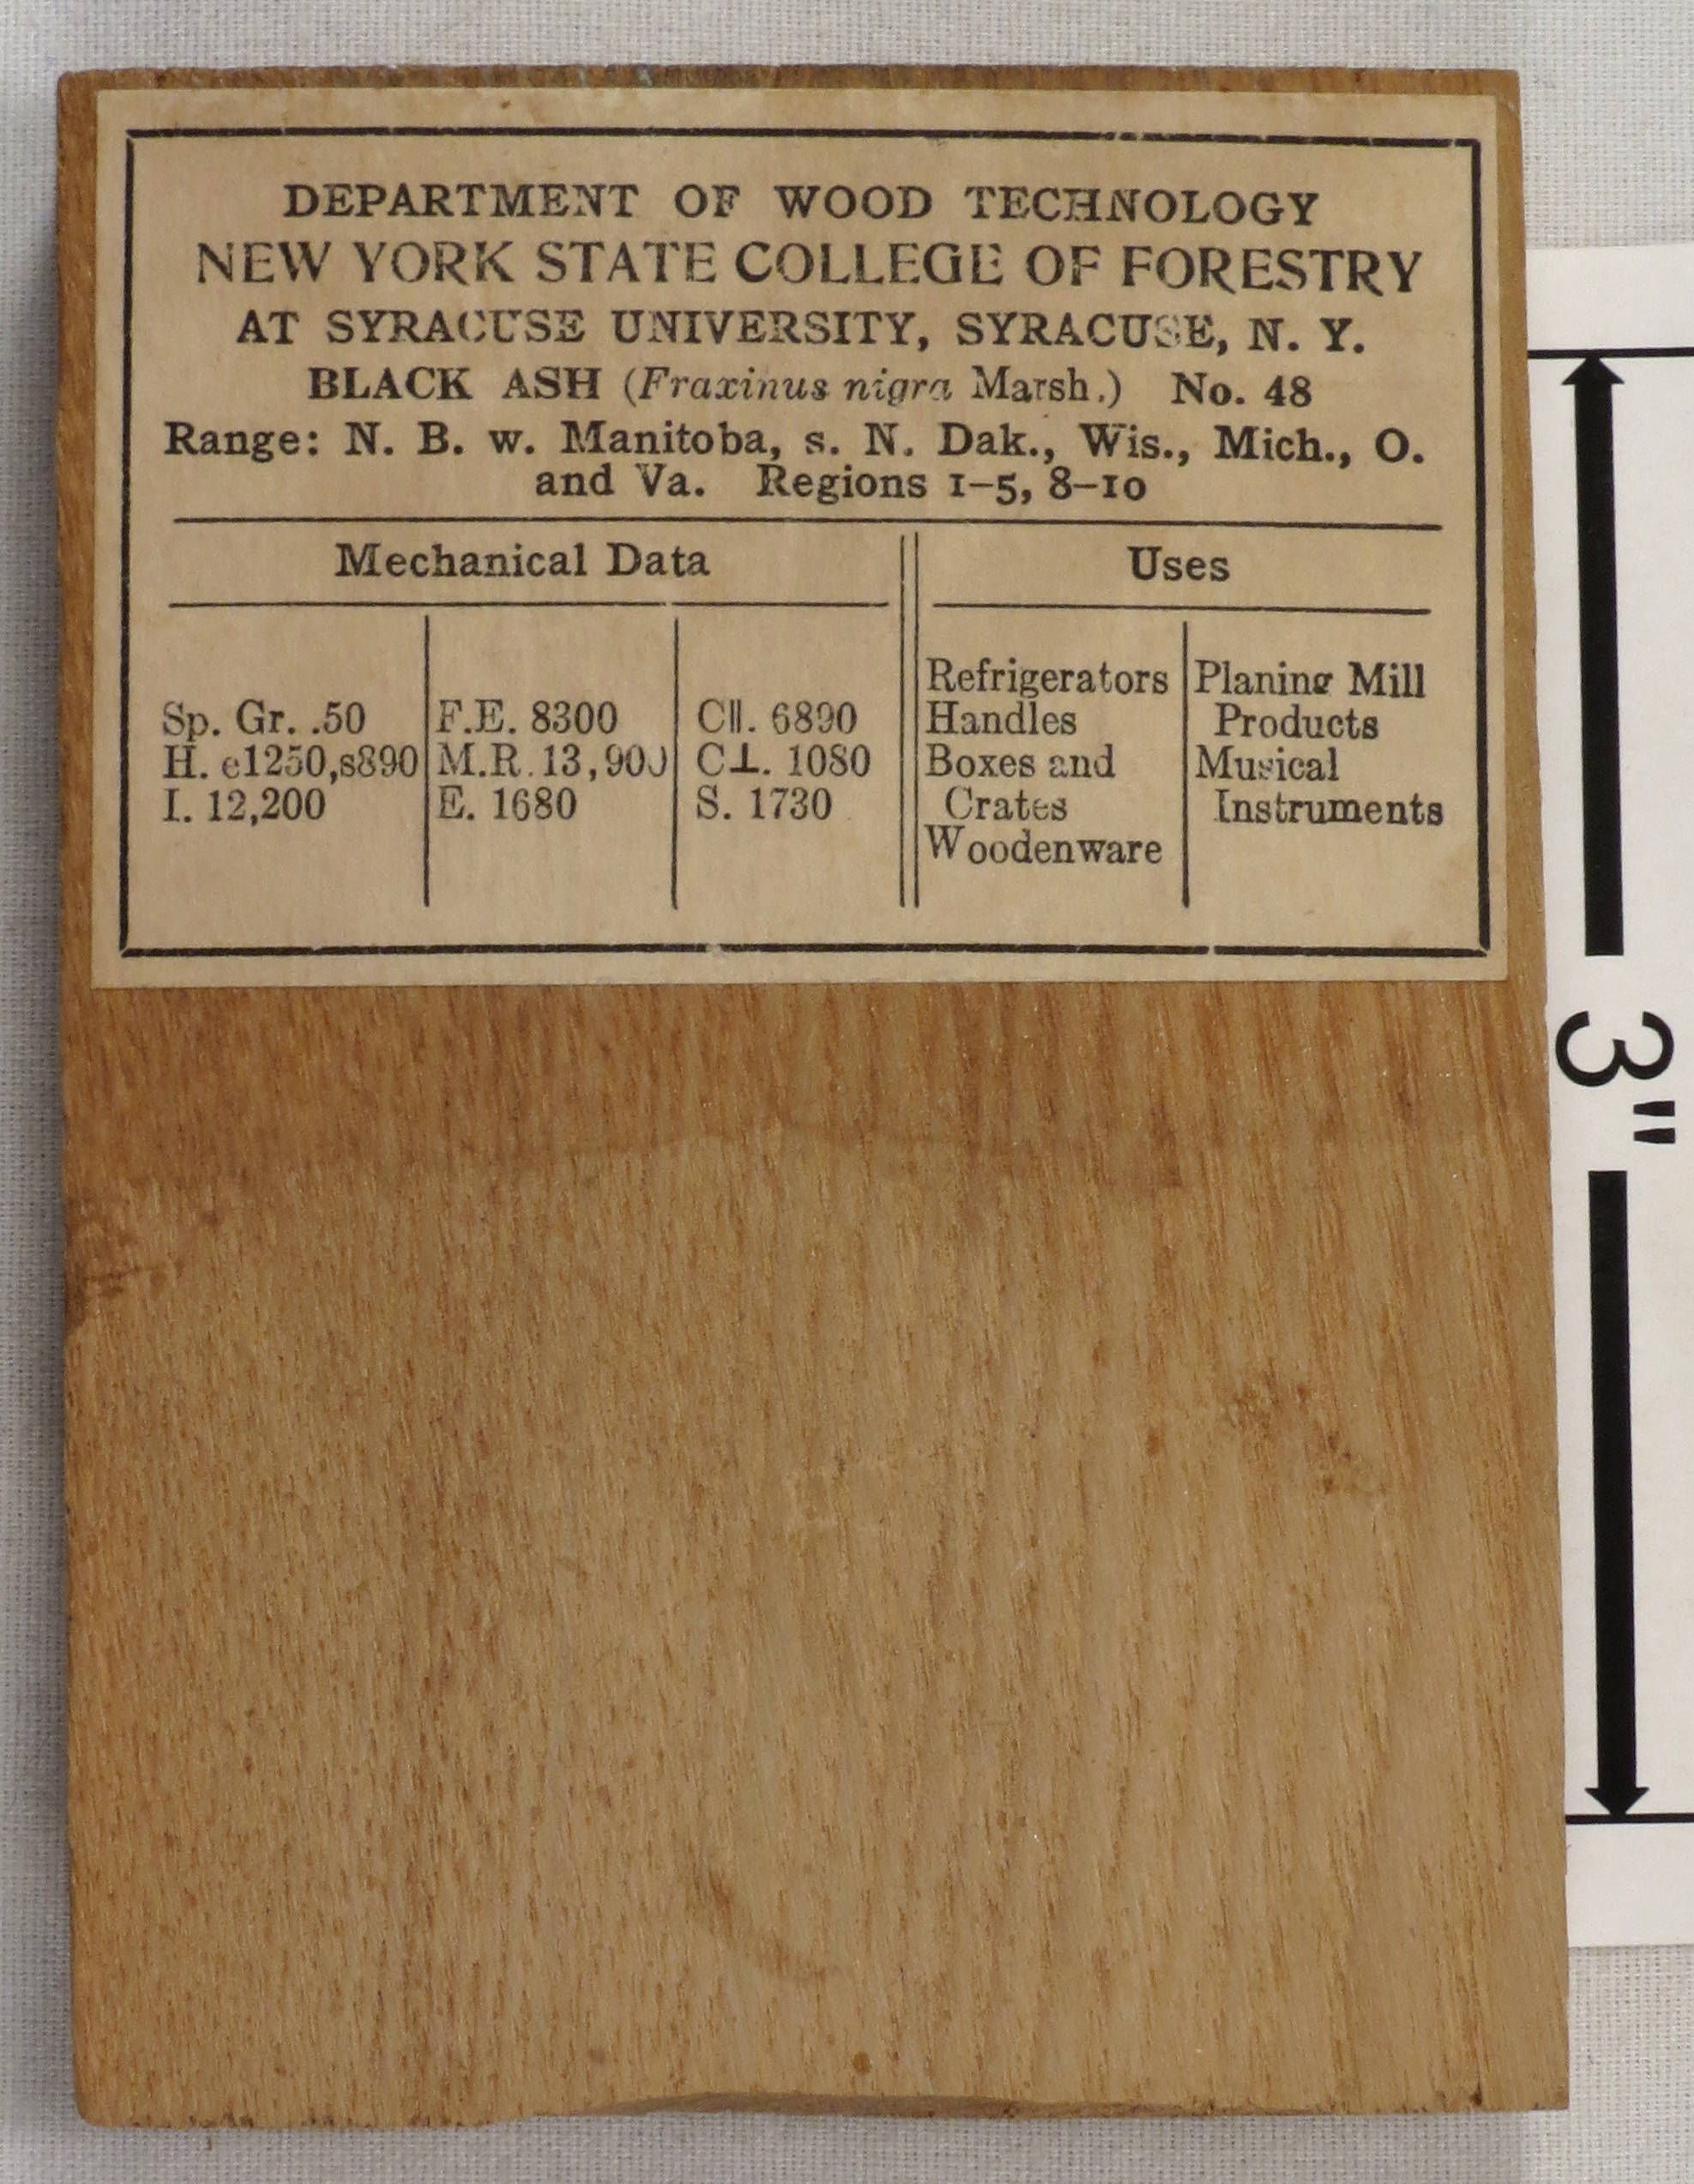 DEPARTMENT OF WOOD TECHNOLOGY
NEW YORK STATE COLLEGE OF FORESTRY
AT SYRACUSE UNIVERSITY, SYRACUSE, N. Y.
BLACK ASH (Fraxinus nigra Marsh.) No. 48
Range: N. B. w. Manitoba, s. N. Dak., Wis., Mich., O.
and Va. Regions 1–5, 8–10
Mechanical Data
Sp. Gr. .50
H. e1250,s890
I. 12,200
F.E. 8300
M.R. 13,900
E. 1680
C∥. 6890
C⊥. 1080
S. 1730
Uses
Refrigerators
Handles
Boxes and
Crates
Woodenware
Planing Mill
Products
Musical
Instruments
3"